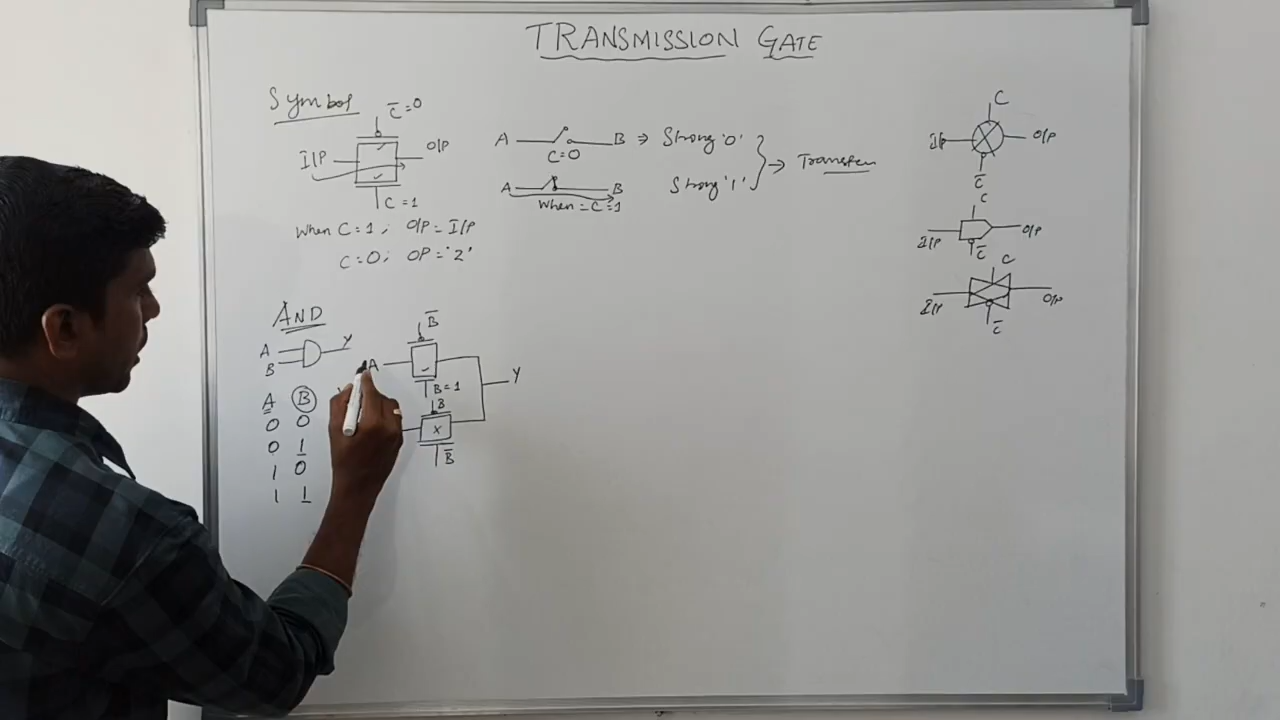 TRANSMISSION GATE
Symbol
C̅=0
I/P
O/P
C=1
When C=1; O/P=I/P
C=0; OP='Z'
A B → Strong '0'
C=0
A B Strong '1'
When C=1
→ Transfer
C
I/P O/P
C̅
C
I/P O/P
C̅
C
I/P O/P
C̅
AND
A
B
Y
A B
0 0
0 1
1 0
1 1
B̅
A
B=1
Y
B
X
B̅